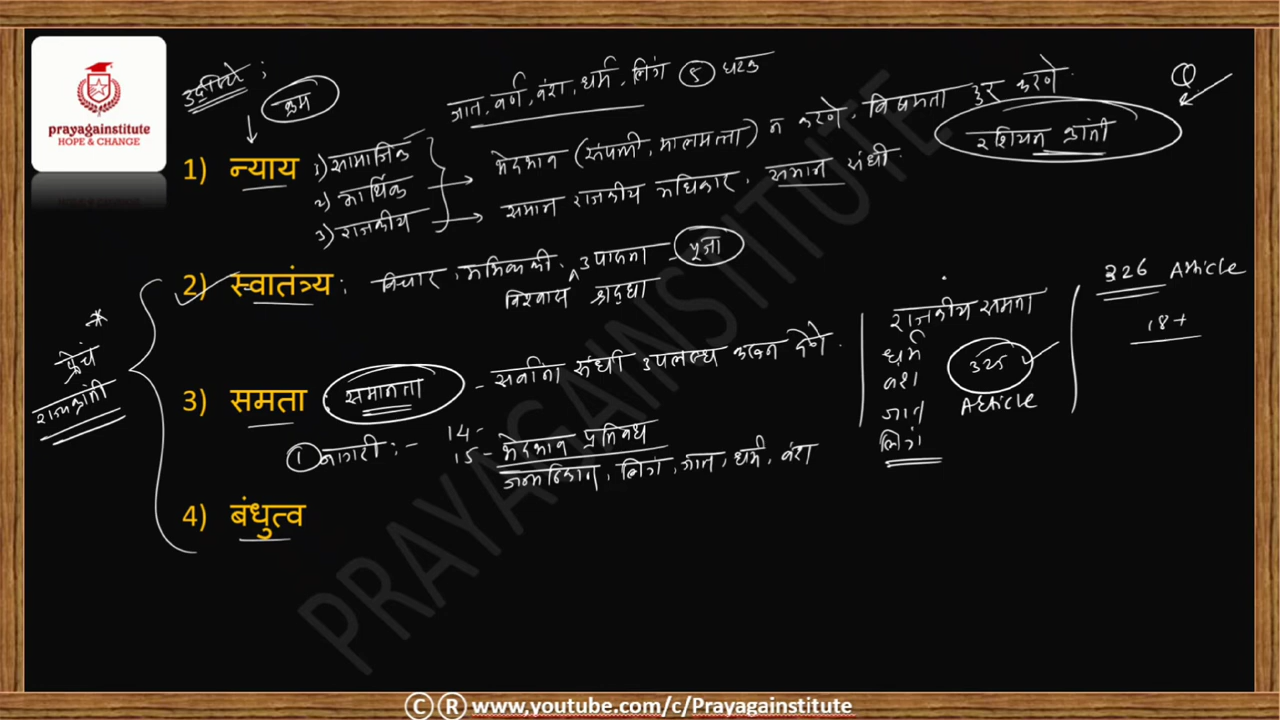 prayagainstitute
HOPE & CHANGE
उद्दिष्टे :
क्रम
जात, वर्ण, वंश, धर्म, लिंग ⑤ घटक
1) न्याय
1) सामाजिक
2) आर्थिक → भेदभाव (संपत्ती, मालमत्ता) न करणे, विषमता दूर करणे.
3) राजकीय → समान राजकीय अधिकार, समान संधी.
Q
रशियन क्रांती
2) स्वातंत्र्य : विचार, अभिव्यक्ती, उपासना - पूजा
विश्वास ^ श्रद्धा
फ्रेंच
राज्यक्रांती
3) समता समानता - सर्वांना संधी उपलब्ध करून देणे.
① नागरी :- 14 -
15 - भेदभाव प्रतिबंध
जन्मठिकाण, लिंग, जात, धर्म, वंश
राजकीय समता
धर्म
वंश
जात
लिंग
325
Article
326 Article
18+
4) बंधुत्व
PRAYAGAINSTITUTE
©® www.youtube.com/c/Prayagainstitute